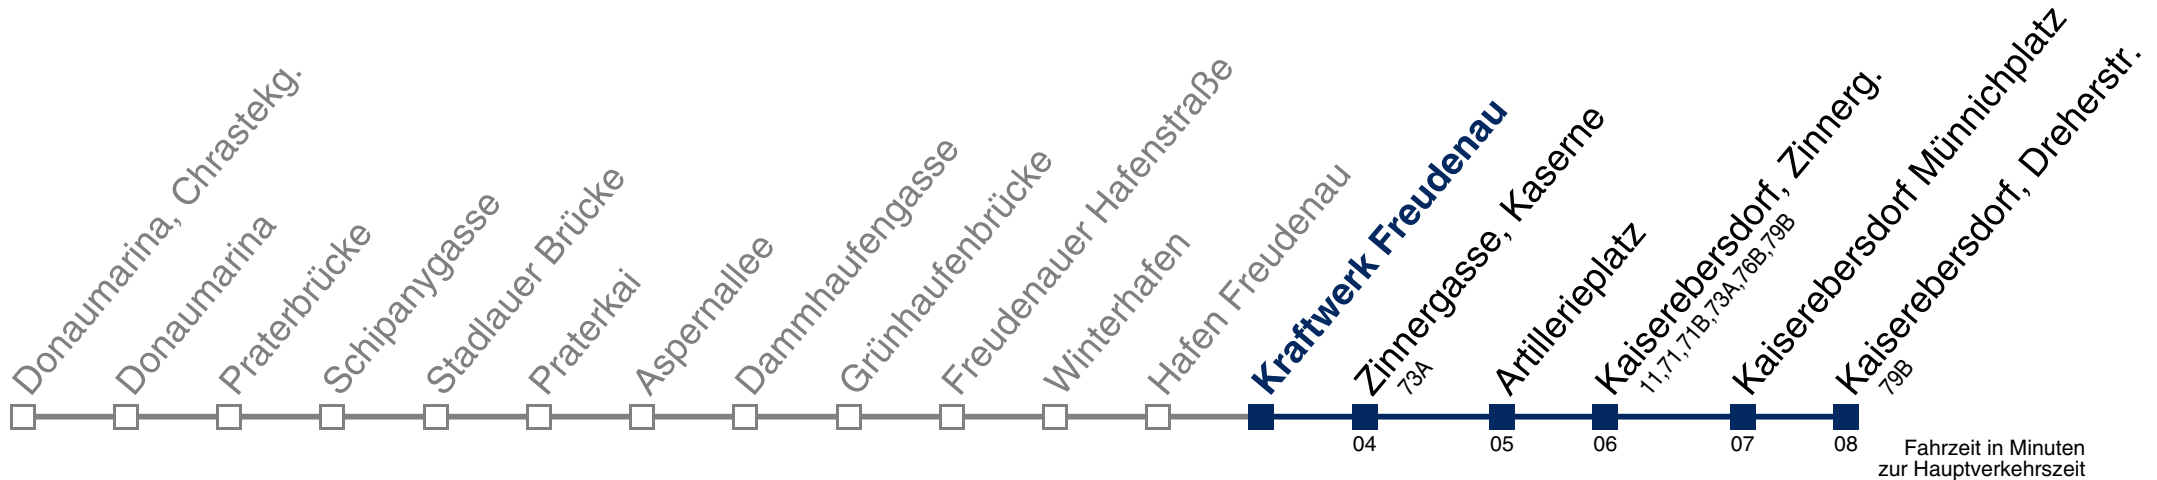 Donaumarina, Chrastekg.
Donaumarina
Praterbrücke
Schipanygasse
Stadlauer Brücke
Praterkai
Aspernallee
Dammhaufengasse
Grünhaufenbrücke
Freudenauer Hafenstraße
Winterhafen
Hafen Freudenau
Kraftwerk Freudenau
Zinnergasse, Kaserne
73A
04
Artillerieplatz
05
Kaiserebersdorf, Zinnerg.
11,71,71B,73A,76B,79B
06
Kaiserebersdorf Münnichplatz
07
Kaiserebersdorf, Dreherstr.
79B
08
Fahrzeit in Minuten
zur Hauptverkehrszeit